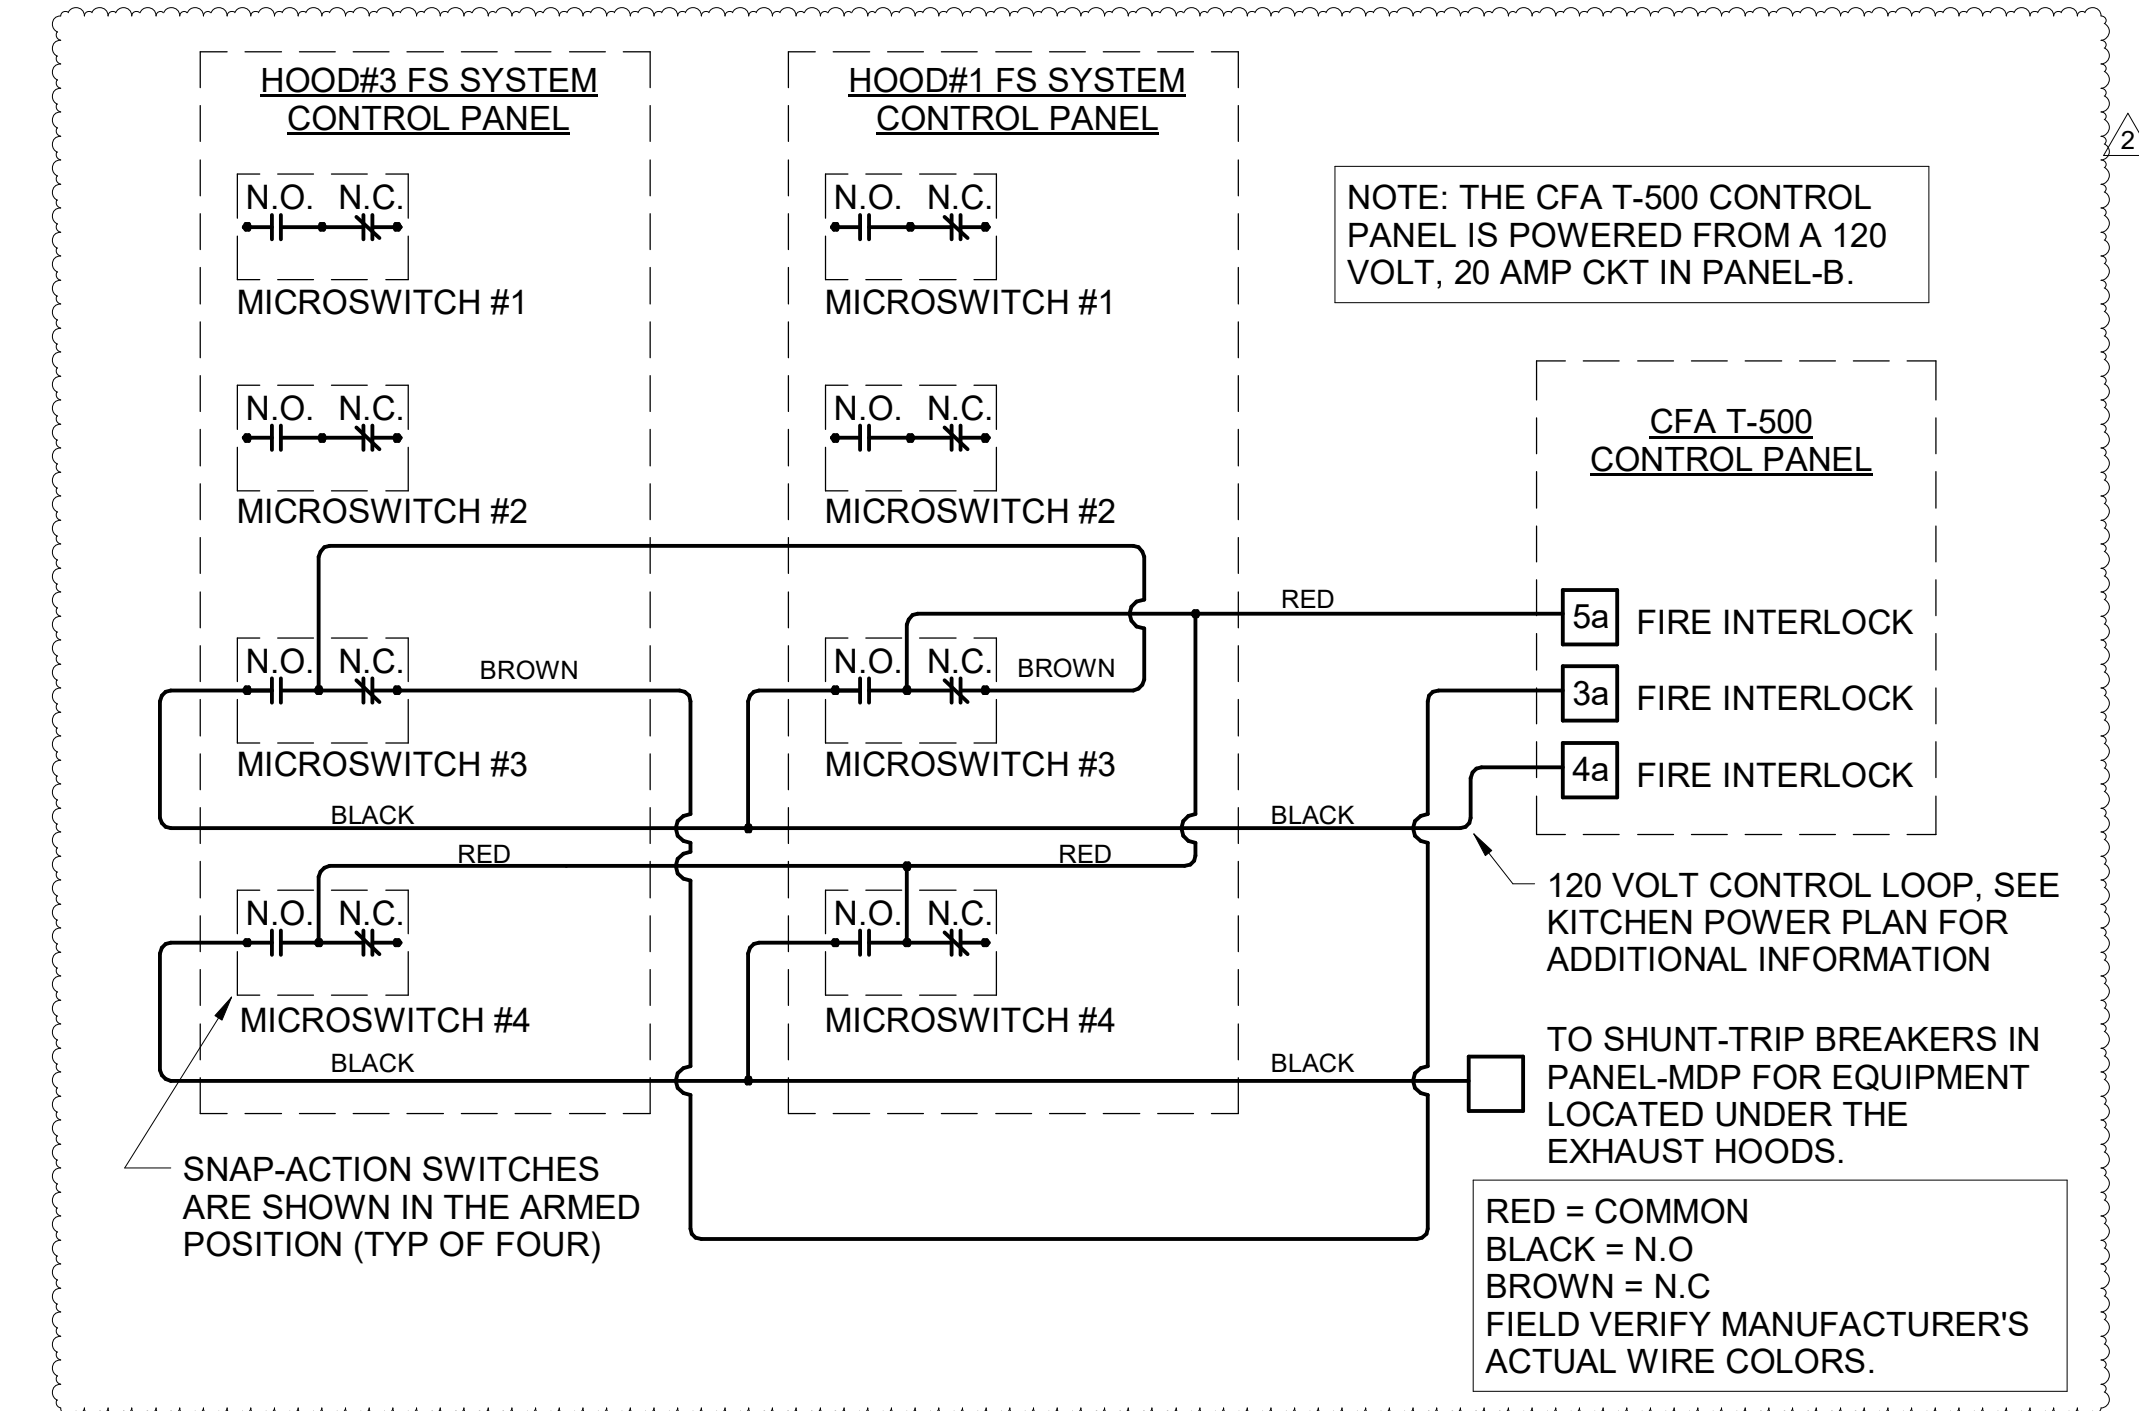 HOOD#3 FS SYSTEM
CONTROL PANEL
N.O. N.C.
MICROSWITCH #1
N.O. N.C.
MICROSWITCH #2
N.O. N.C.
BROWN
MICROSWITCH #3
BLACK
RED
N.O. N.C.
MICROSWITCH #4
BLACK
SNAP-ACTION SWITCHES
ARE SHOWN IN THE ARMED
POSITION (TYP OF FOUR)
HOOD#1 FS SYSTEM
CONTROL PANEL
N.O. N.C.
MICROSWITCH #1
N.O. N.C.
MICROSWITCH #2
N.O. N.C.
BROWN
MICROSWITCH #3
RED
N.O. N.C.
MICROSWITCH #4
RED
BLACK
BLACK
2
NOTE: THE CFA T-500 CONTROL
PANEL IS POWERED FROM A 120
VOLT, 20 AMP CKT IN PANEL-B.
CFA T-500
CONTROL PANEL
5a FIRE INTERLOCK
3a FIRE INTERLOCK
4a FIRE INTERLOCK
120 VOLT CONTROL LOOP, SEE
KITCHEN POWER PLAN FOR
ADDITIONAL INFORMATION
TO SHUNT-TRIP BREAKERS IN
PANEL-MDP FOR EQUIPMENT
LOCATED UNDER THE
EXHAUST HOODS.
RED = COMMON
BLACK = N.O
BROWN = N.C
FIELD VERIFY MANUFACTURER'S
ACTUAL WIRE COLORS.